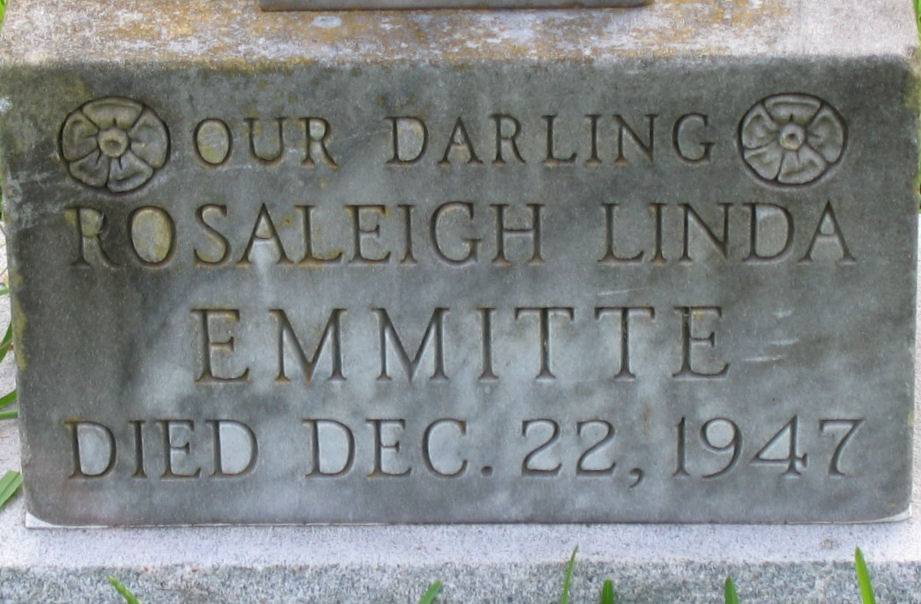 OUR DARLING
ROSALEIGH LINDA
EMMITTE
DIED DEC. 22, 1947